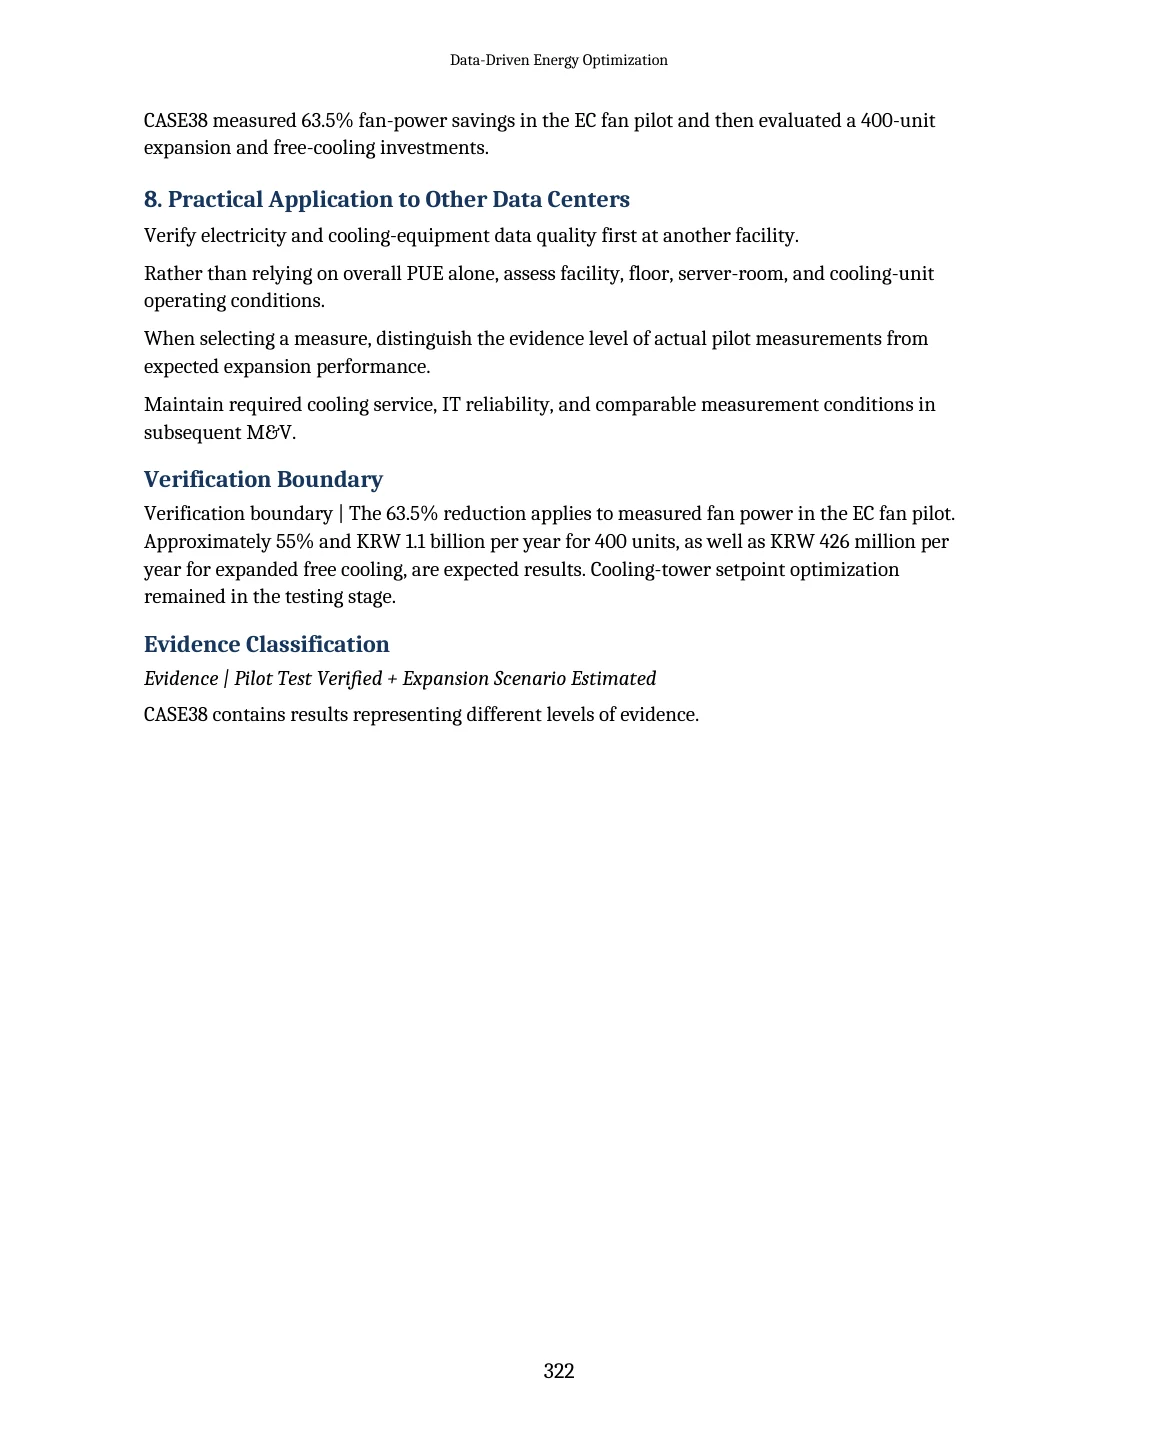 Data-Driven Energy Optimization
CASE38 measured 63.5% fan-power savings in the EC fan pilot and then evaluated a 400-unit
expansion and free-cooling investments.
8. Practical Application to Other Data Centers
Verify electricity and cooling-equipment data quality first at another facility.
Rather than relying on overall PUE alone, assess facility, floor, server-room, and cooling-unit
operating conditions.
When selecting a measure, distinguish the evidence level of actual pilot measurements from
expected expansion performance.
Maintain required cooling service, IT reliability, and comparable measurement conditions in
subsequent M&V.
Verification Boundary
Verification boundary | The 63.5% reduction applies to measured fan power in the EC fan pilot.
Approximately 55% and KRW 1.1 billion per year for 400 units, as well as KRW 426 million per
year for expanded free cooling, are expected results. Cooling-tower setpoint optimization
remained in the testing stage.
Evidence Classification
Evidence | Pilot Test Verified + Expansion Scenario Estimated
CASE38 contains results representing different levels of evidence.
322